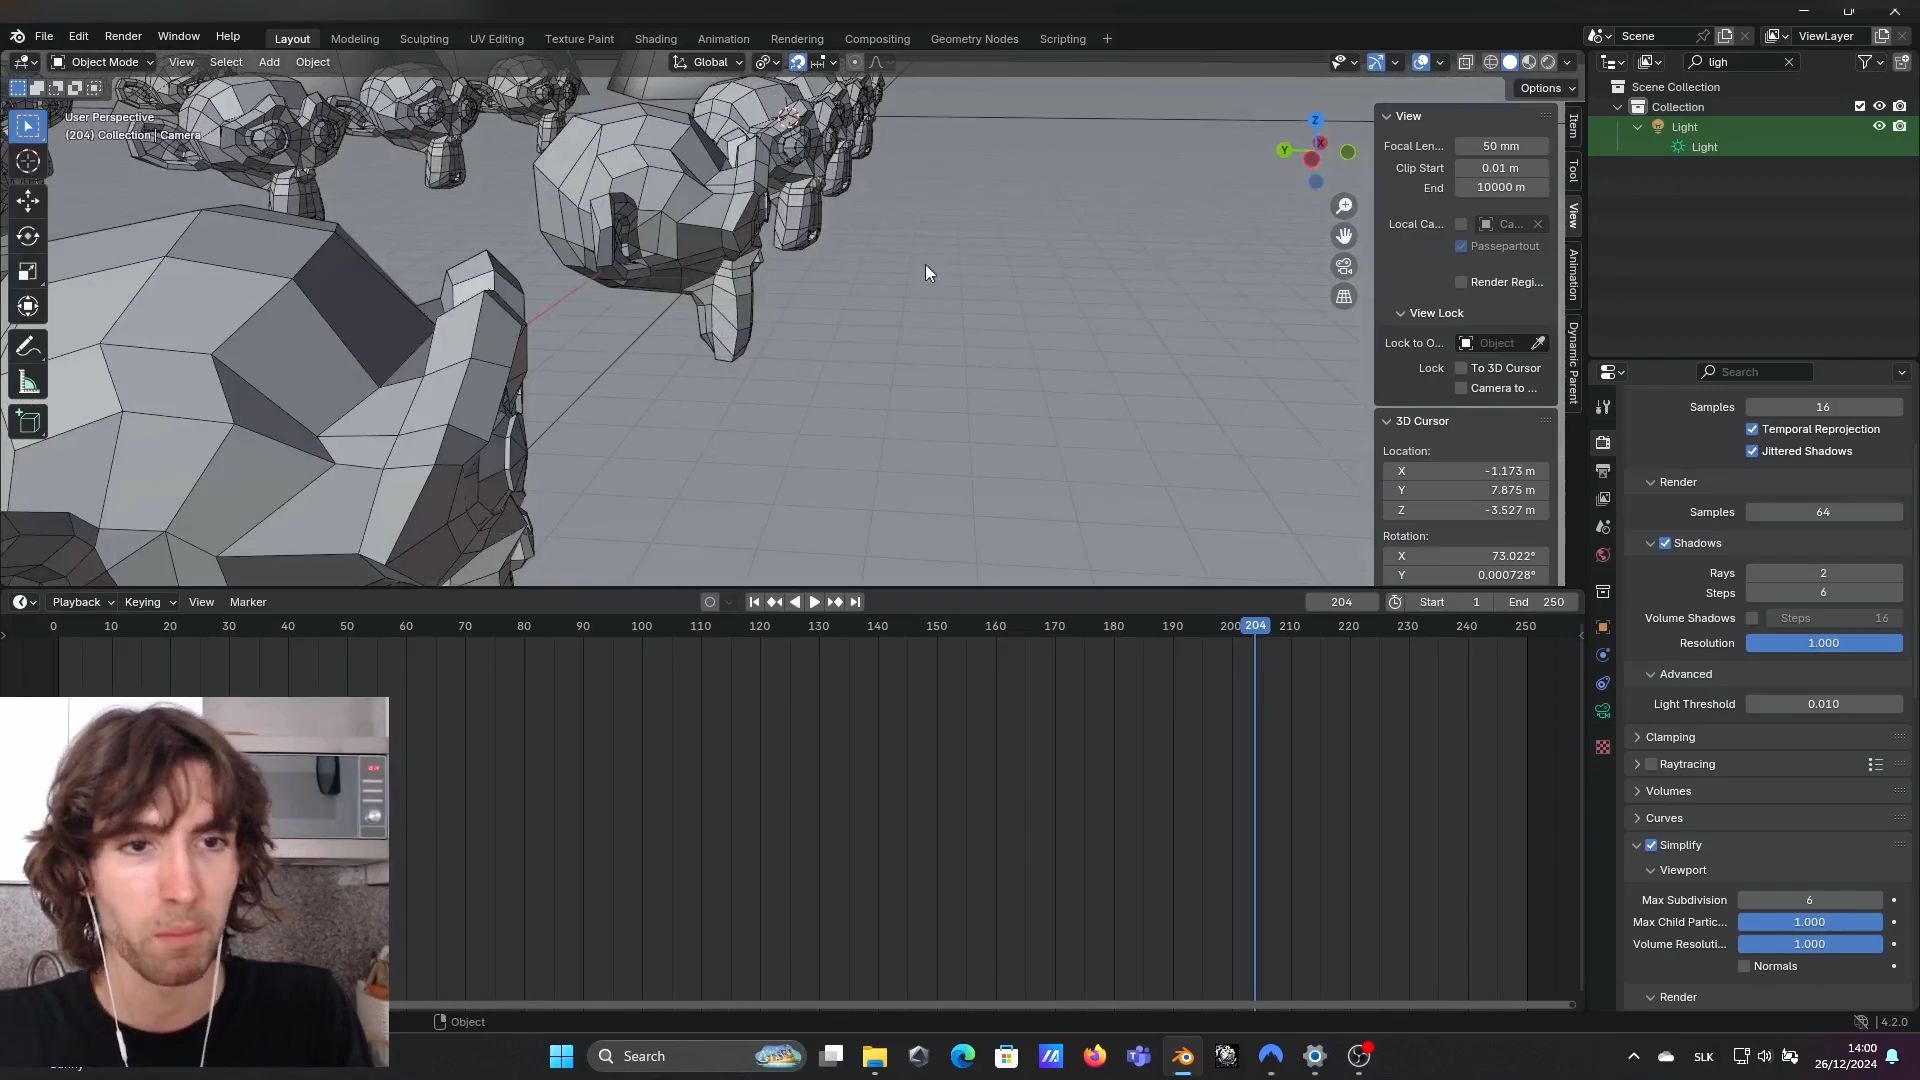 File Edit Render Window Help Layout Modeling Sculpting UV Editing Texture Paint Shading Animation Rendering Compositing Geometry Nodes Scripting +
Scene ViewLayer
Object Mode View Select Add Object Global
ligh
Options
User Perspective
(204) Collection | Camera
Scene Collection
Collection
Light
Light
Z
Y
X
View
Focal Len... 50 mm
Clip Start 0.01 m
End 10000 m
Local Ca... Ca...
Passepartout
Render Regi...
View Lock
Lock to O... Object
Lock To 3D Cursor
Camera to ...
3D Cursor
Location:
X -1.173 m
Y 7.875 m
Z -3.527 m
Rotation:
X 73.022°
Y 0.000728°
Item
Tool
View
Animation
Dynamic Parent
Search
Samples 16
Temporal Reprojection
Jittered Shadows
Render
Samples 64
Shadows
Rays 2
Steps 6
Volume Shadows Steps 16
Resolution 1.000
Advanced
Light Threshold 0.010
Clamping
Raytracing
Volumes
Curves
Simplify
Viewport
Max Subdivision 6
Max Child Partic... 1.000
Volume Resoluti... 1.000
Normals
Render
Playback Keying View Marker 204 Start 1 End 250
0 10 20 30 40 50 60 70 80 90 100 110 120 130 140 150 160 170 180 190 200 204 210 220 230 240 250
Object
4.2.0
Search
SLK
14:00
26/12/2024